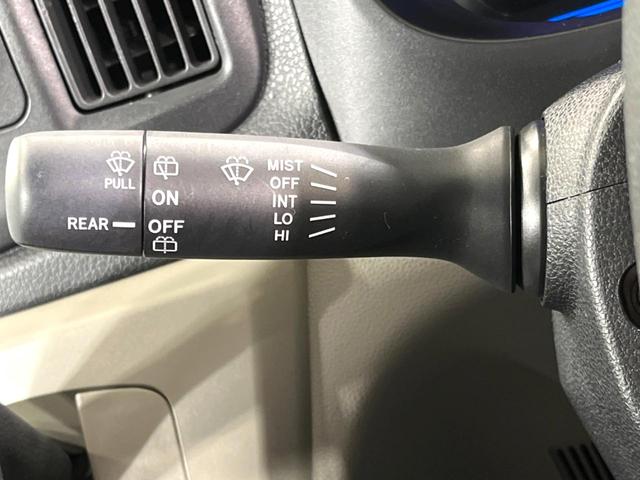 PULL
REAR
ON
OFF
MIST
OFF
INT
LO
HI